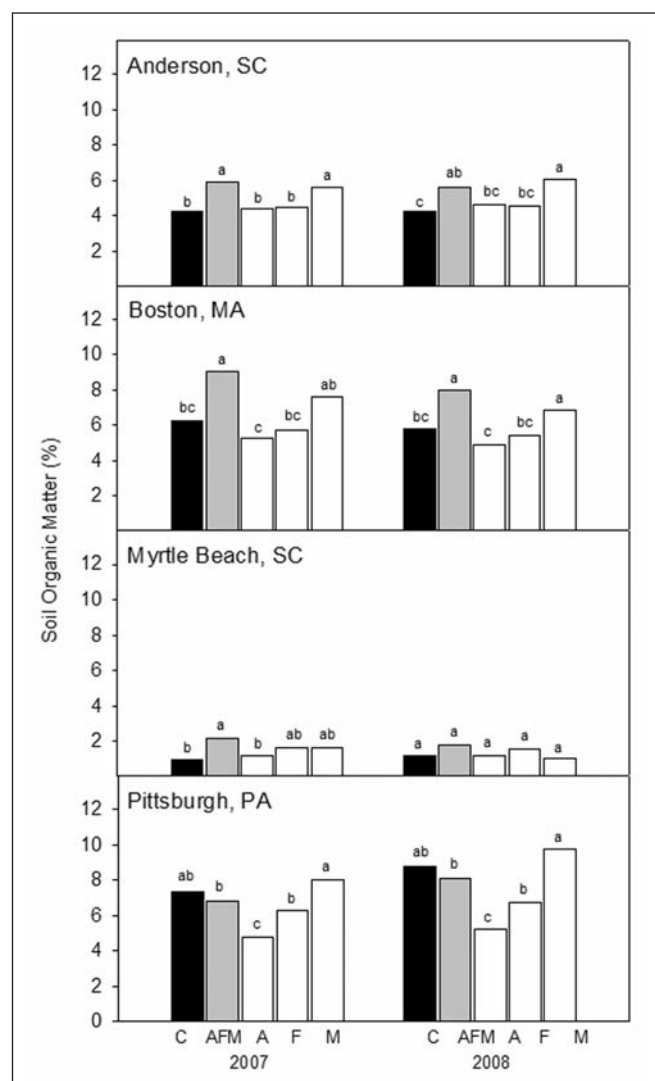 Soil Organic Matter (%)
Anderson, SC
12
10
8
6
4
2
b
a
b
b
a
c
ab
bc
bc
a
Boston, MA
12
10
8
6
4
2
bc
a
c
bc
ab
bc
a
c
bc
a
Myrtle Beach, SC
12
10
8
6
4
2
b
a
b
ab
ab
a
a
a
a
a
Pittsburgh, PA
12
10
8
6
4
2
0
ab
b
c
b
a
ab
b
c
b
a
C AFM A F M C AFM A F M
2007 2008